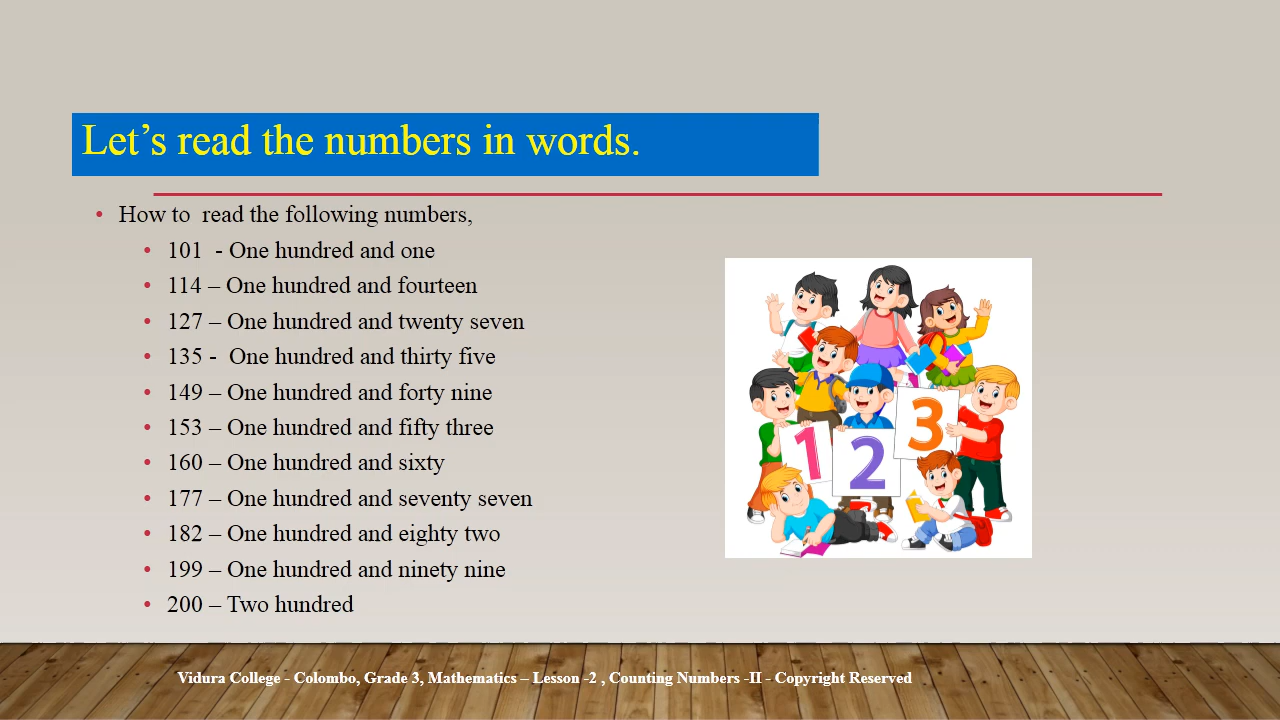 Let’s read the numbers in words.
• How to  read the following numbers,
• 101  - One hundred and one
• 114 – One hundred and fourteen
• 127 – One hundred and twenty seven
• 135 -  One hundred and thirty five
• 149 – One hundred and forty nine
• 153 – One hundred and fifty three
• 160 – One hundred and sixty
• 177 – One hundred and seventy seven
• 182 – One hundred and eighty two
• 199 – One hundred and ninety nine
• 200 – Two hundred
1
2
3
Vidura College - Colombo, Grade 3, Mathematics – Lesson -2 , Counting Numbers -II - Copyright Reserved